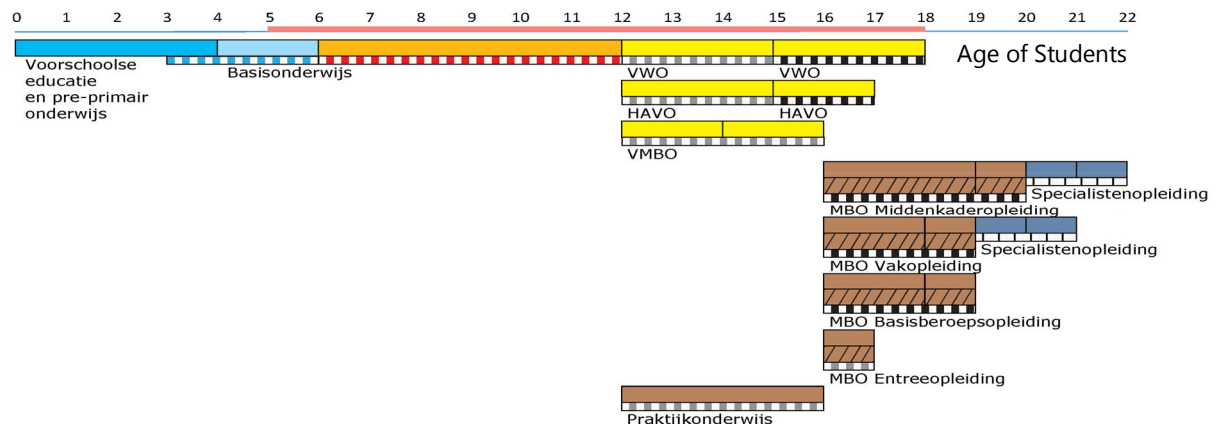 0 1 2 3 4 5 6 7 8 9 10 11 12 13 14 15 16 17 18 19 20 21 22
Age of Students
Voorschoolse
educatie
en pre-primair
onderwijs
Basisonderwijs
VWO VWO
HAVO HAVO
VMBO
Specialistenopleiding
MBO Middenkaderopleiding
Specialistenopleiding
MBO Vakopleiding
MBO Basisberoepsopleiding
MBO Entreeopleiding
Praktijkonderwijs